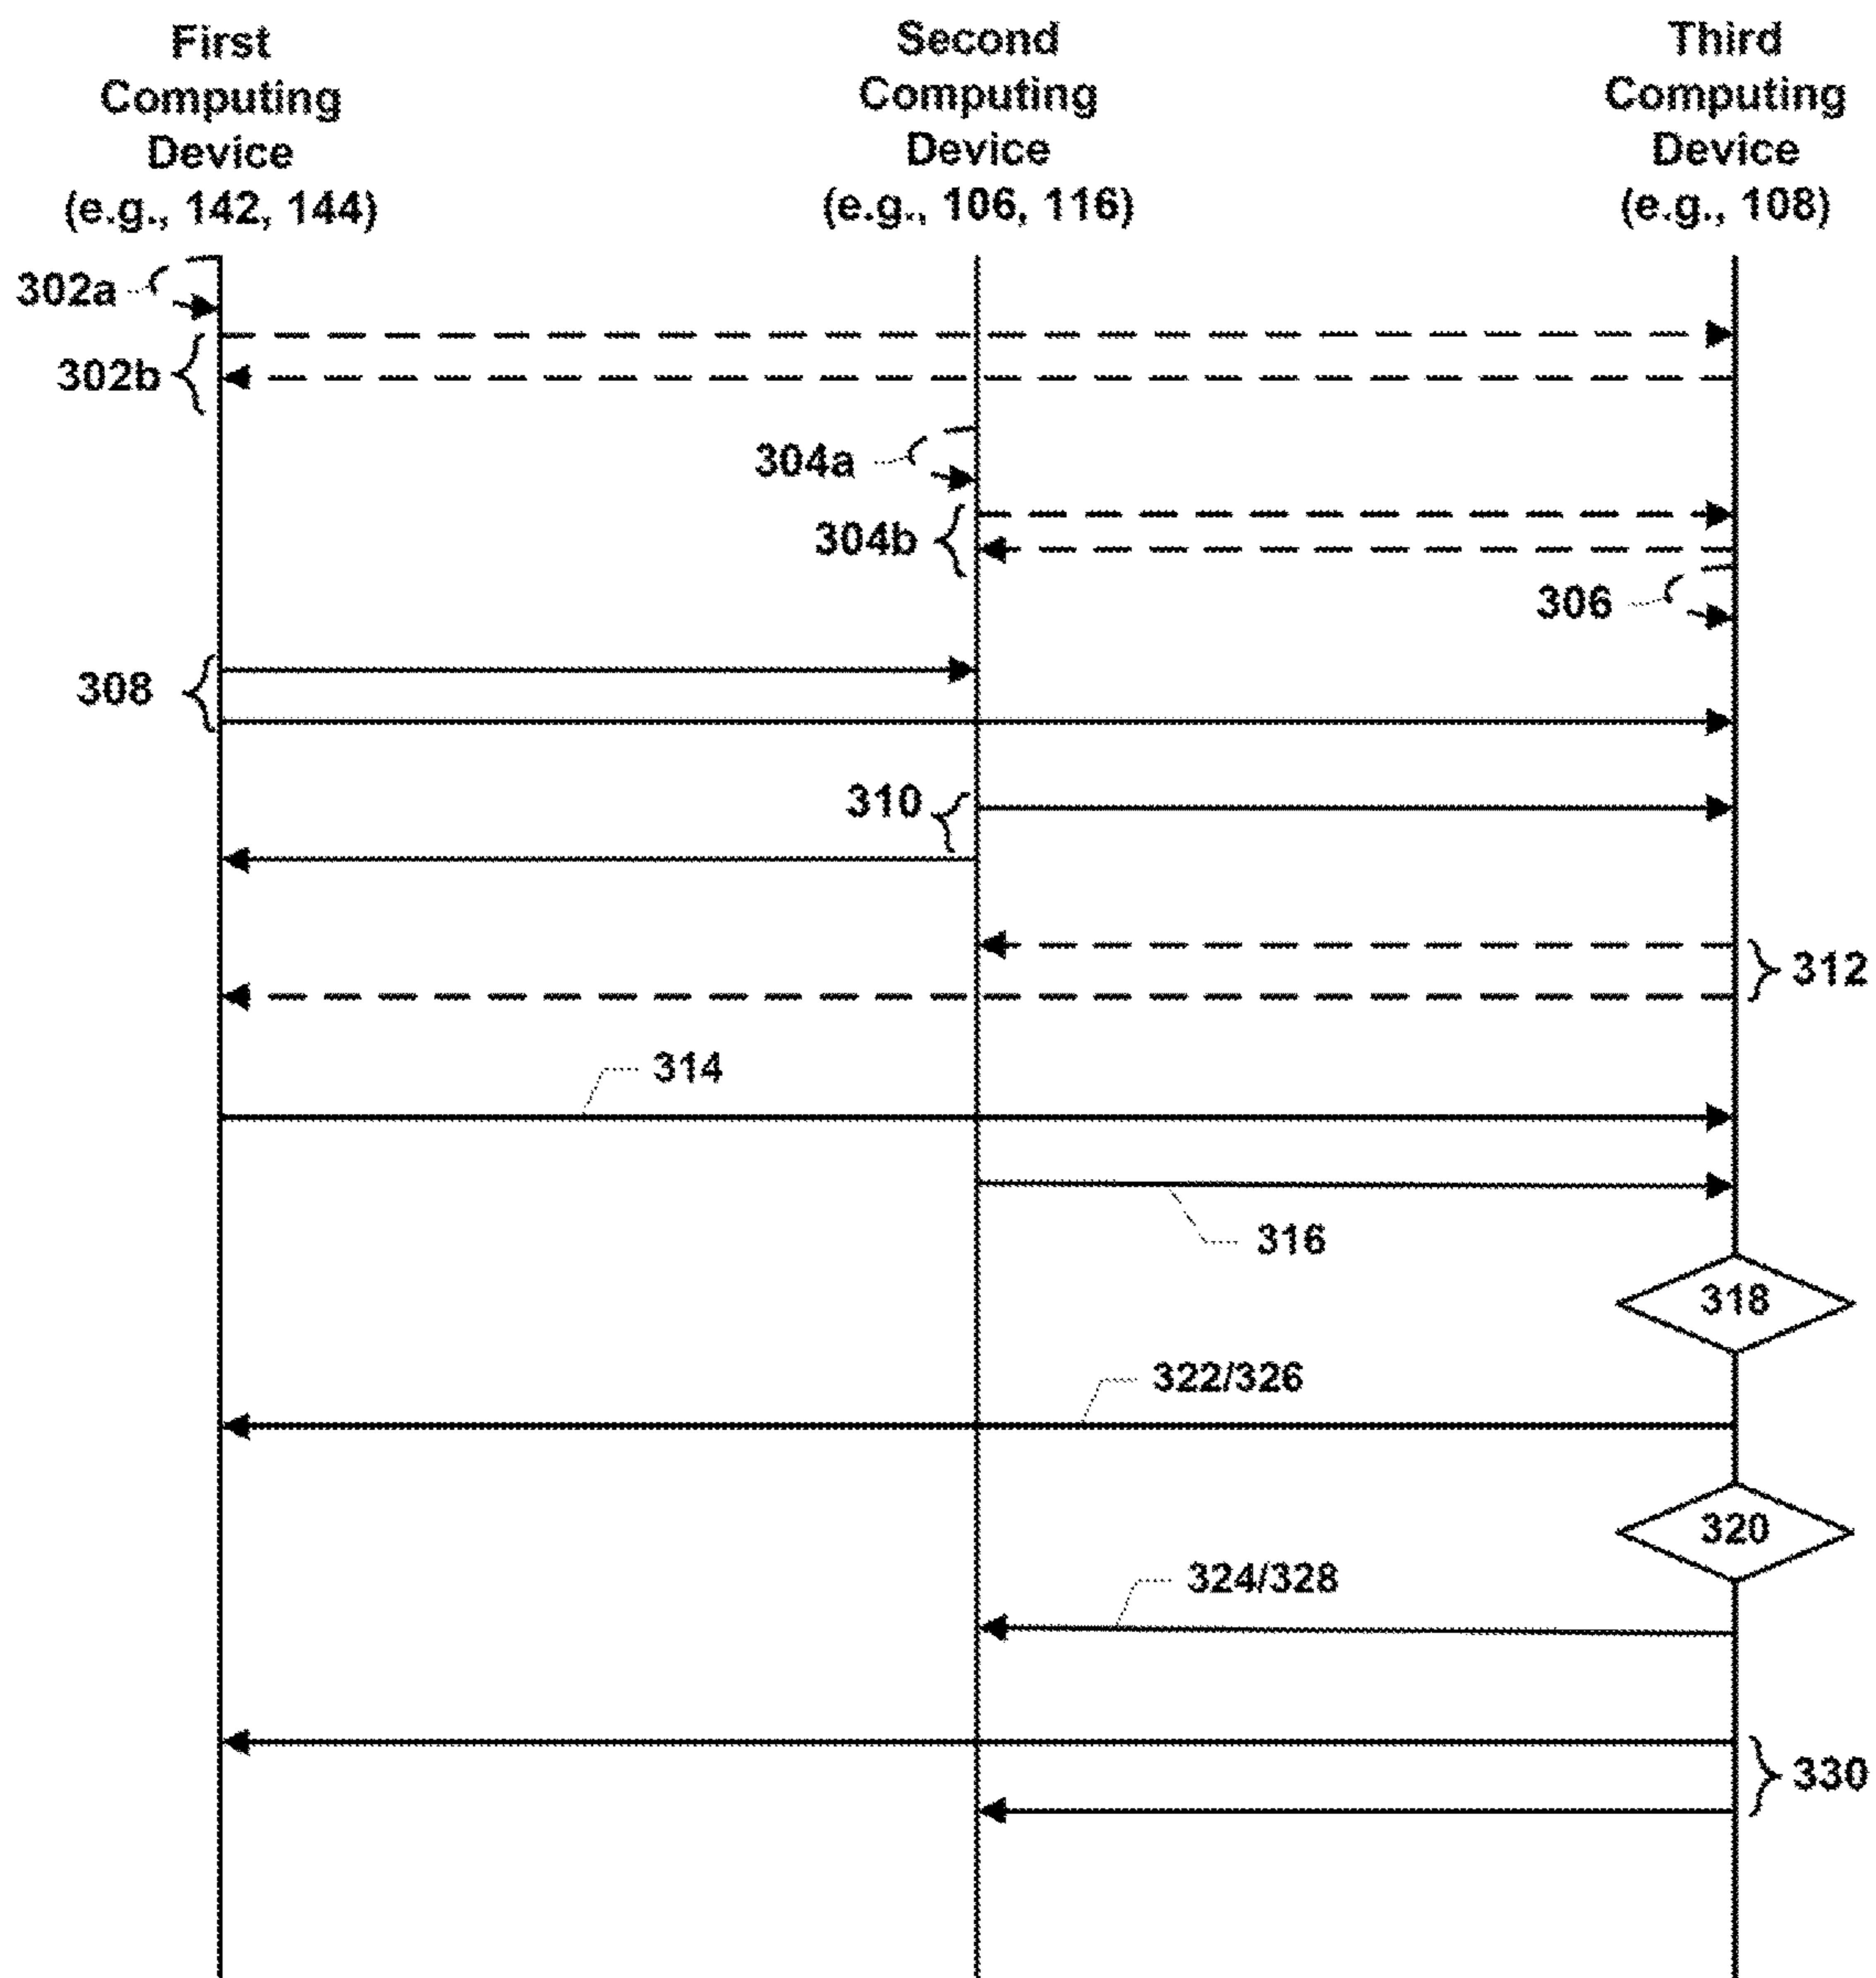 First
Computing
Device
(e.g., 142, 144)
Second
Computing
Device
(e.g., 106, 116)
Third
Computing
Device
(e.g., 108)
302a
302b
304a
304b
306
308
310
312
314
316
318
322/326
320
324/328
330